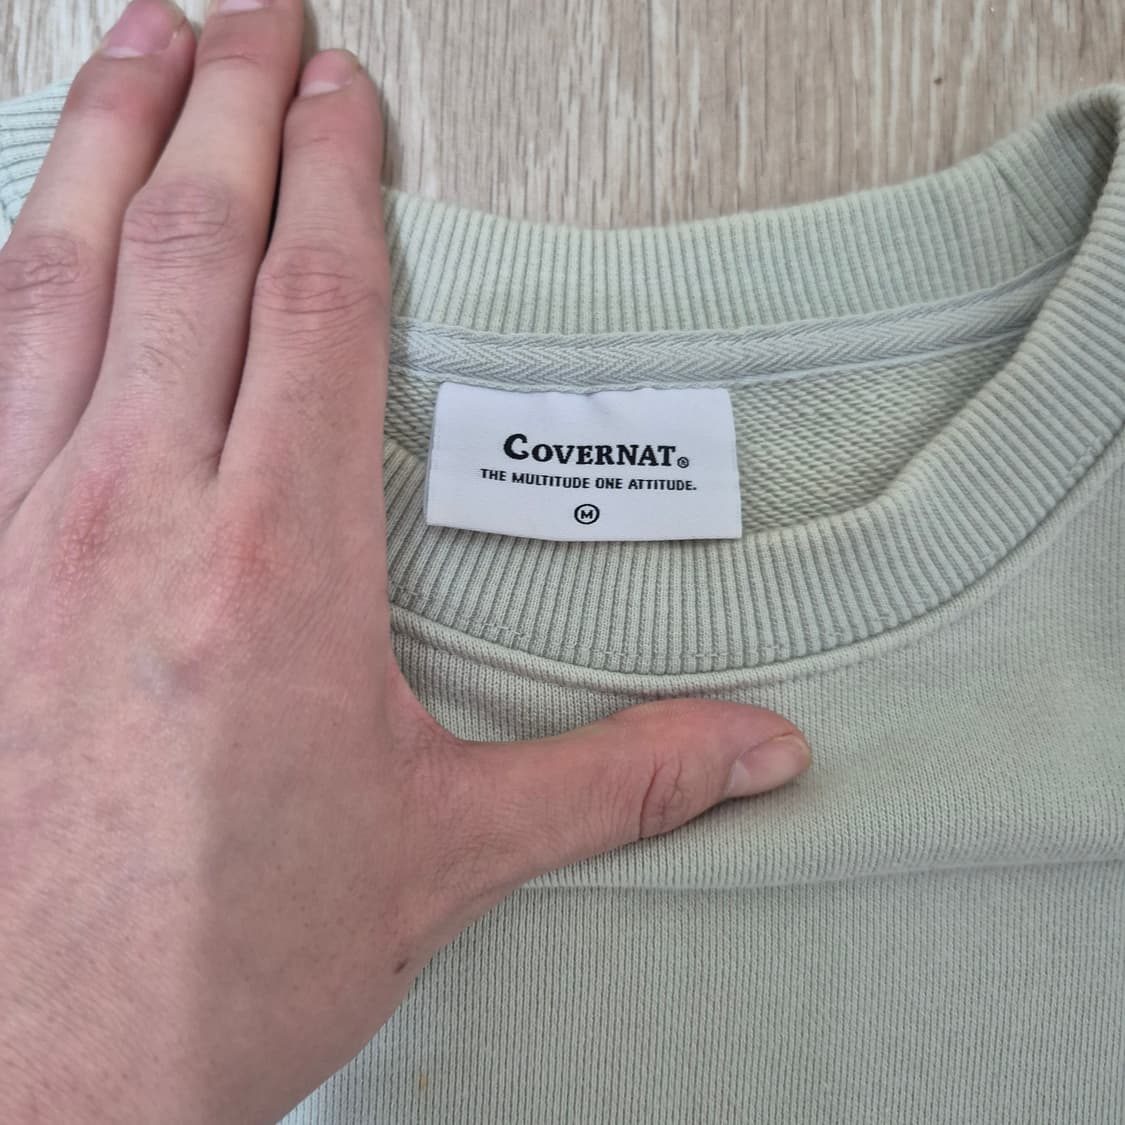 COVERNAT®
THE MULTITUDE ONE ATTITUDE.
M